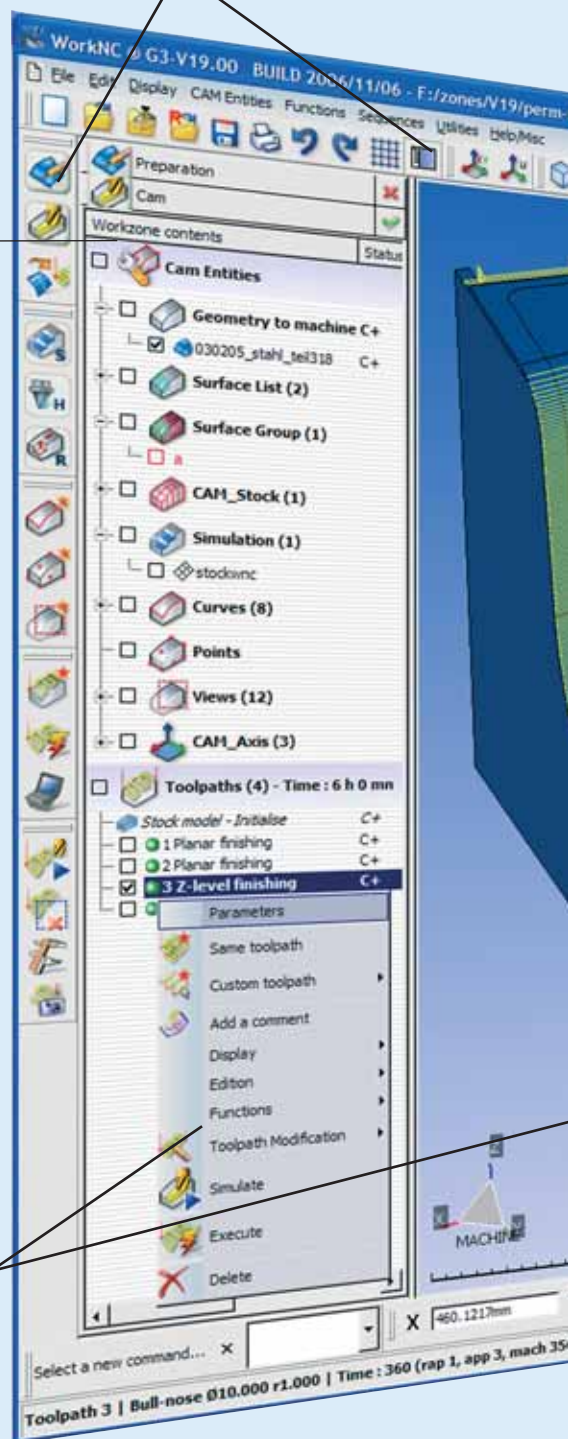 WorkNC @ G3-V19.00 BUILD 2006/11/06 - F:/zones/V19/perm-
File Edit Display CAM Entities Functions Sequences Utilities Help/Misc
Preparation
Cam
Workzone contents Status
Cam Entities
Geometry to machine C+
030205_stahl_teil318 C+
Surface List (2)
Surface Group (1)
a
CAM_Stock (1)
Simulation (1)
stockwnc
Curves (8)
Points
Views (12)
CAM_Axis (3)
Toolpaths (4) - Time : 6 h 0 mn
Stock model - Initialise C+
1 Planar finishing C+
2 Planar finishing C+
3 Z-level finishing C+
Parameters
Same toolpath
Custom toolpath
Add a comment
Display
Edition
Functions
Toolpath Modification
Simulate
Execute
Delete
S
H
R
MACHINE
Select a new command... X 460.1217mm
Toolpath 3 | Bull-nose Ø10.000 r1.000 | Time : 360 (rap 1, app 3, mach 35